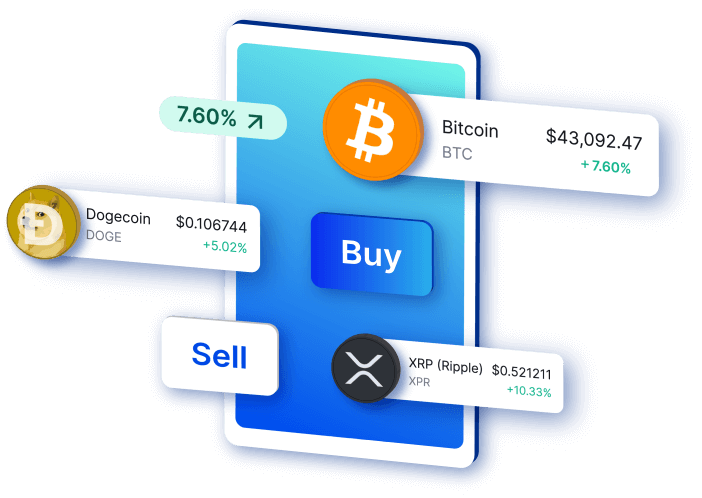 7.60%
Bitcoin $43,092.47
BTC +7.60%
Dogecoin $0.106744
DOGE +5.02%
Buy
Sell
XRP (Ripple) $0.521211
XPR +10.33%